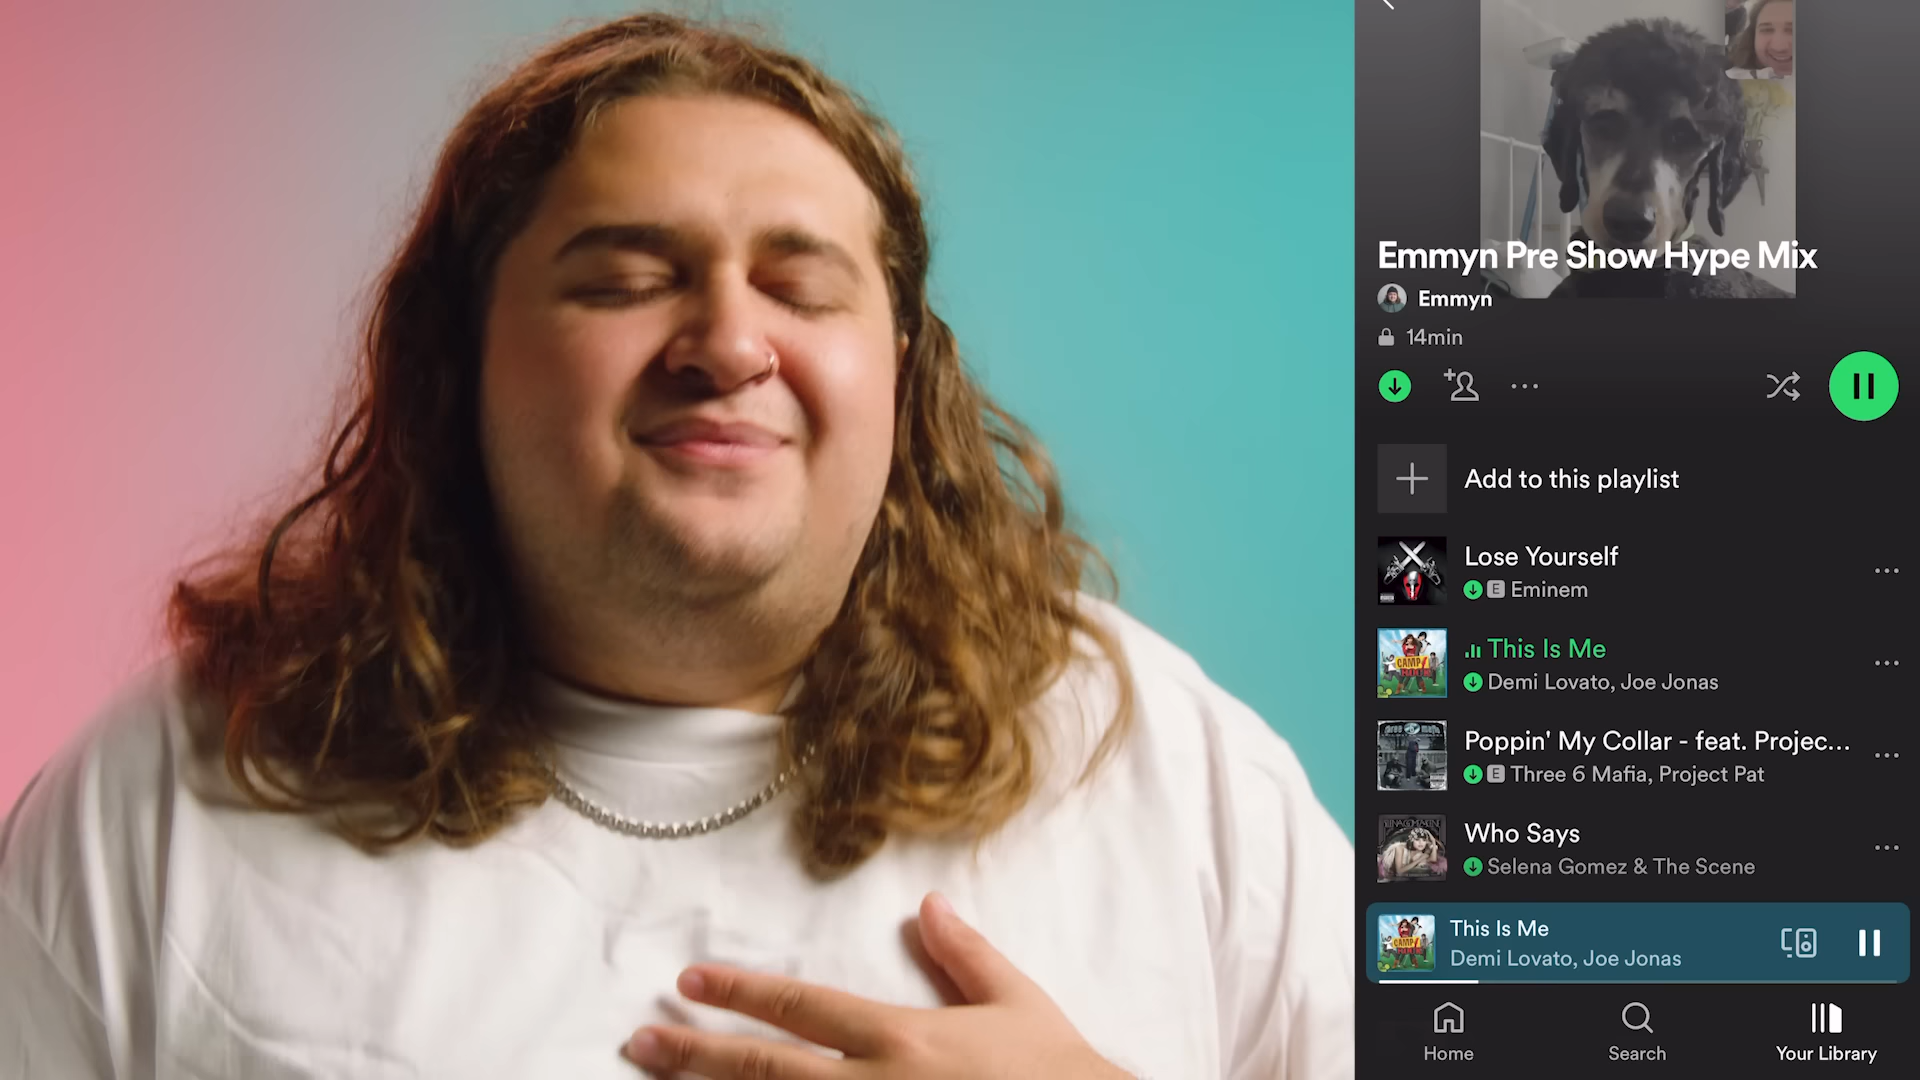 Emmyn Pre Show Hype Mix
Emmyn
14min
Add to this playlist
Lose Yourself
E Eminem
CAMP
This Is Me
Demi Lovato, Joe Jonas
Poppin' My Collar - feat. Projec...
E Three 6 Mafia, Project Pat
Who Says
Selena Gomez & The Scene
CAMP
This Is Me
Demi Lovato, Joe Jonas
Home
Search
Your Library